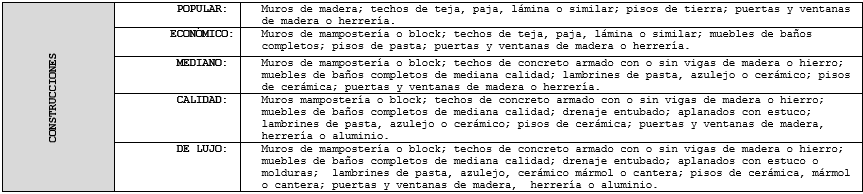 CONSTRUCCIONES
POPULAR: Muros de madera; techos de teja, paja, lámina o similar; pisos de tierra; puertas y ventanas
de madera o herrería.
ECONÓMICO: Muros de mampostería o block; techos de teja, paja, lámina o similar; muebles de baños
completos; pisos de pasta; puertas y ventanas de madera o herrería.
MEDIANO: Muros de mampostería o block; techos de concreto armado con o sin vigas de madera o hierro;
muebles de baños completos de mediana calidad; lambrines de pasta, azulejo o cerámico; pisos
de cerámica; puertas y ventanas de madera o herrería.
CALIDAD: Muros mampostería o block; techos de concreto armado con o sin vigas de madera o hierro;
muebles de baños completos de mediana calidad; drenaje entubado; aplanados con estuco;
lambrines de pasta, azulejo o cerámico; pisos de cerámica; puertas y ventanas de madera,
herrería o aluminio.
DE LUJO: Muros de mampostería o block; techos de concreto armado con o sin vigas de madera o hierro;
muebles de baños completos de mediana calidad; drenaje entubado; aplanados con estuco o
molduras; lambrines de pasta, azulejo, cerámico mármol o cantera; pisos de cerámica, mármol
o cantera; puertas y ventanas de madera, herrería o aluminio.